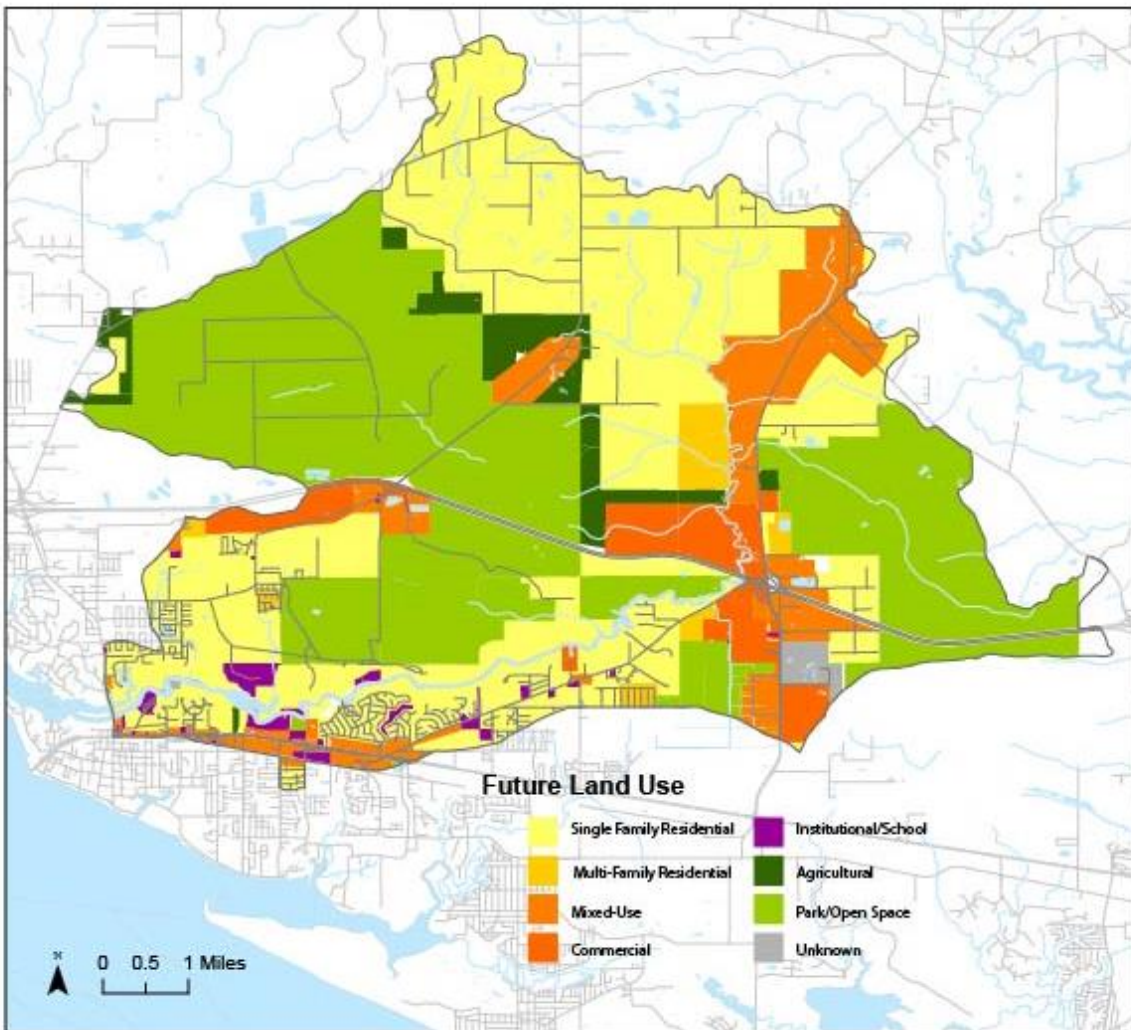 Future Land Use
Single Family Residential
Multi-Family Residential
Mixed-Use
Commercial
Institutional/School
Agricultural
Park/Open Space
Unknown
N
0 0.5 1 Miles